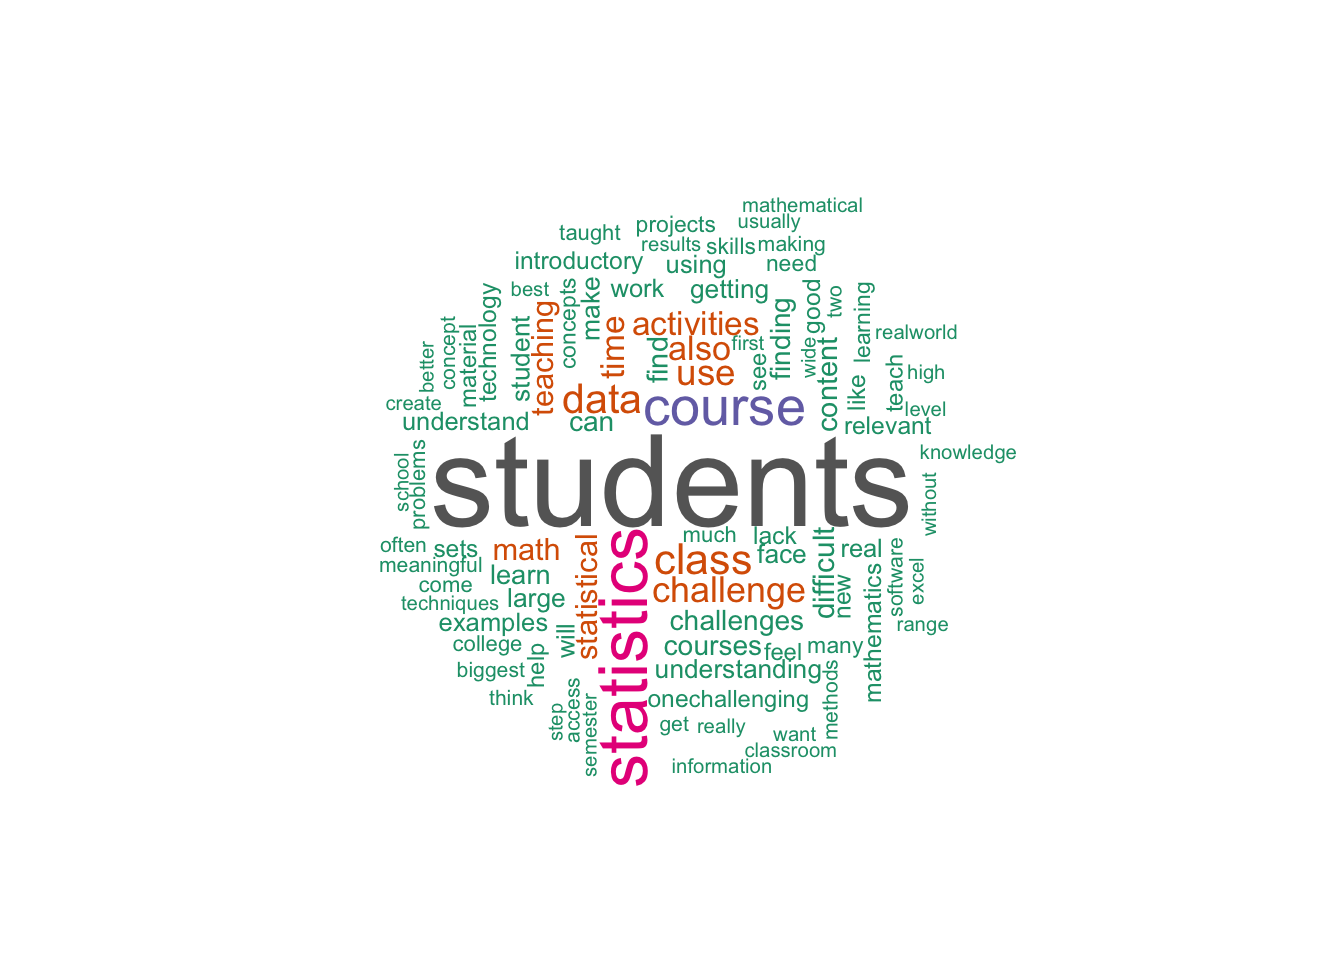 mathematical
usually
projects
taught
results
skills
making
introductory
using
need
best
work
getting
concepts
make
technology
teaching
student
time
activities
find
also
first
use
see
finding
wide
good
two
learning
content
like
realworld
teach
high
level
relevant
better
concept
material
create
understand
data
can
course
students
school
problems
knowledge
without
often
sets
meaningful
come
techniques
math
learn
large
examples
college
biggest
think
help
will
statistical
statistics
much
lack
class
face
challenge
difficult
real
new
mathematics
software
excel
range
challenges
courses
feel
many
understanding
onechallenging
methods
step
access
semester
get
really
want
classroom
information